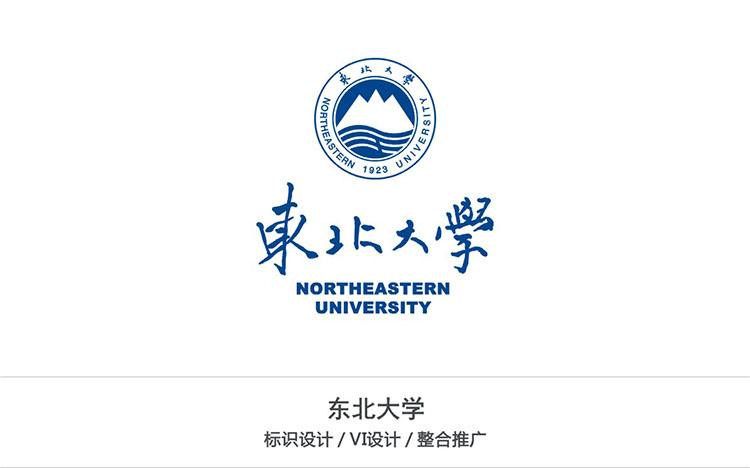 東北大學
NORTHEASTERN 1923 UNIVERSITY
東北大學
NORTHEASTERN
UNIVERSITY
东北大学
标识设计 / VI设计 / 整合推广